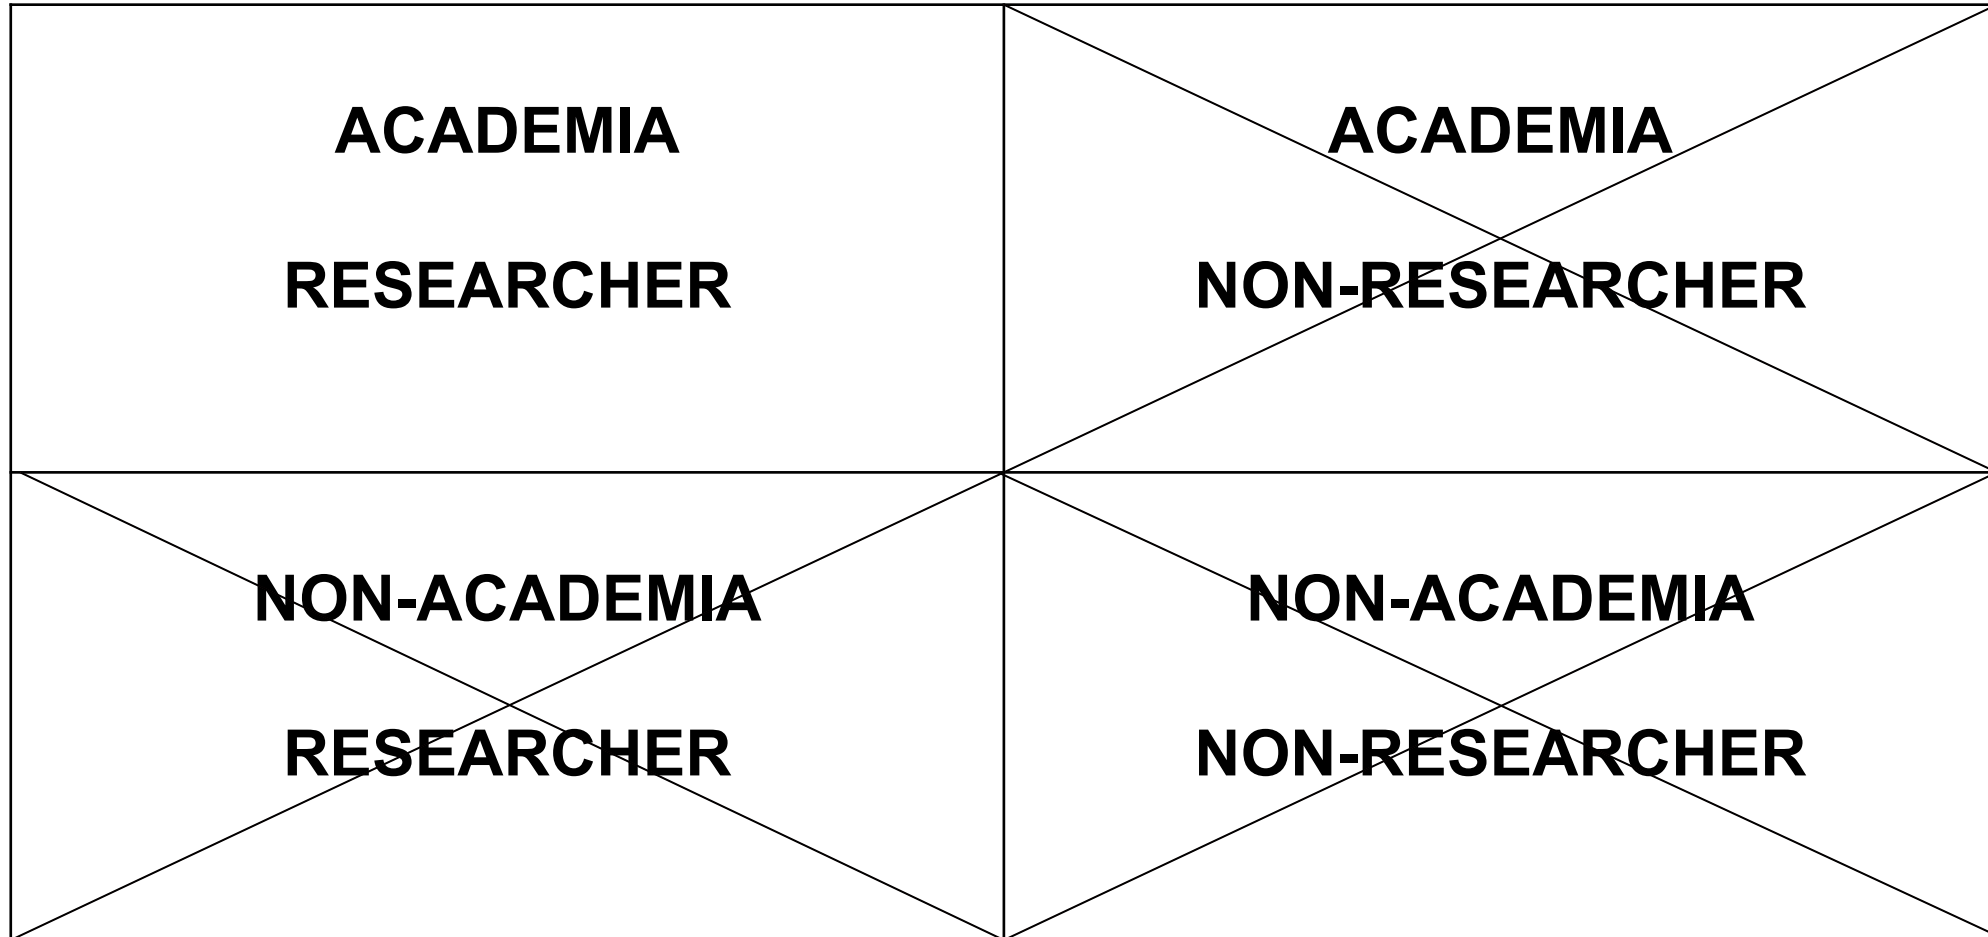 ACADEMIA
RESEARCHER
ACADEMIA
NON-RESEARCHER
NON-ACADEMIA
RESEARCHER
NON-ACADEMIA
NON-RESEARCHER